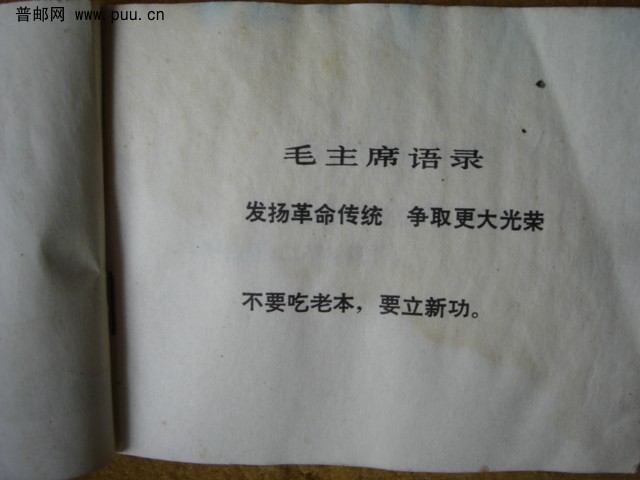 普邮网 www.puu.cn
毛主席语录
发扬革命传统 争取更大光荣
不要吃老本，要立新功。